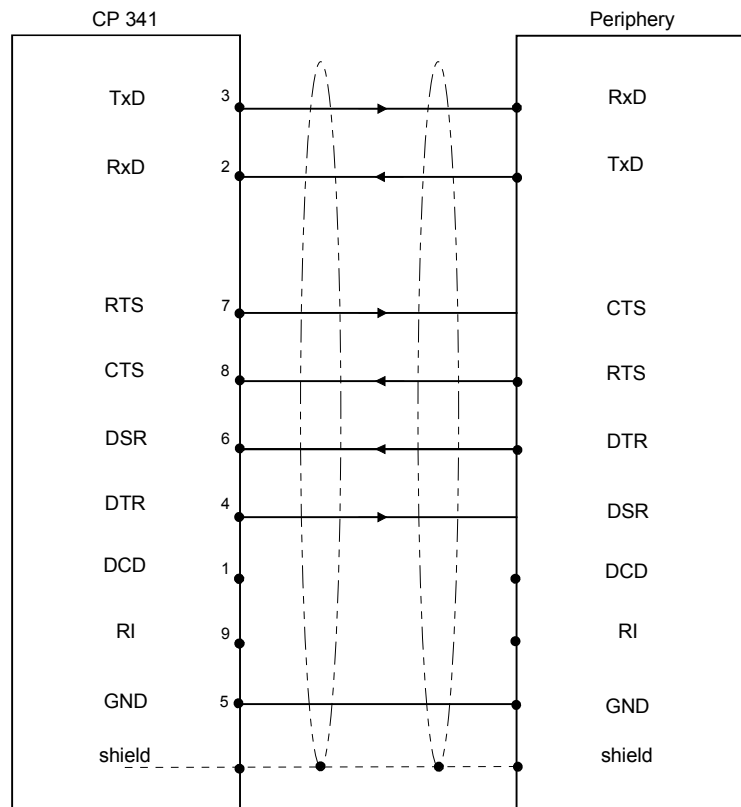 CP 341 Periphery
TxD 3 RxD
RxD 2 TxD
RTS 7 CTS
CTS 8 RTS
DSR 6 DTR
DTR 4 DSR
DCD 1 DCD
RI 9 RI
GND 5 GND
shield shield